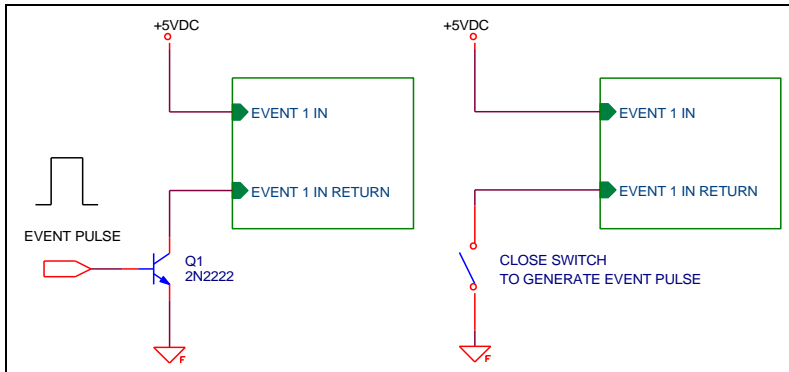 +5VDC
EVENT 1 IN
EVENT 1 IN RETURN
EVENT PULSE
Q1
2N2222
F
+5VDC
EVENT 1 IN
EVENT 1 IN RETURN
CLOSE SWITCH
TO GENERATE EVENT PULSE
F